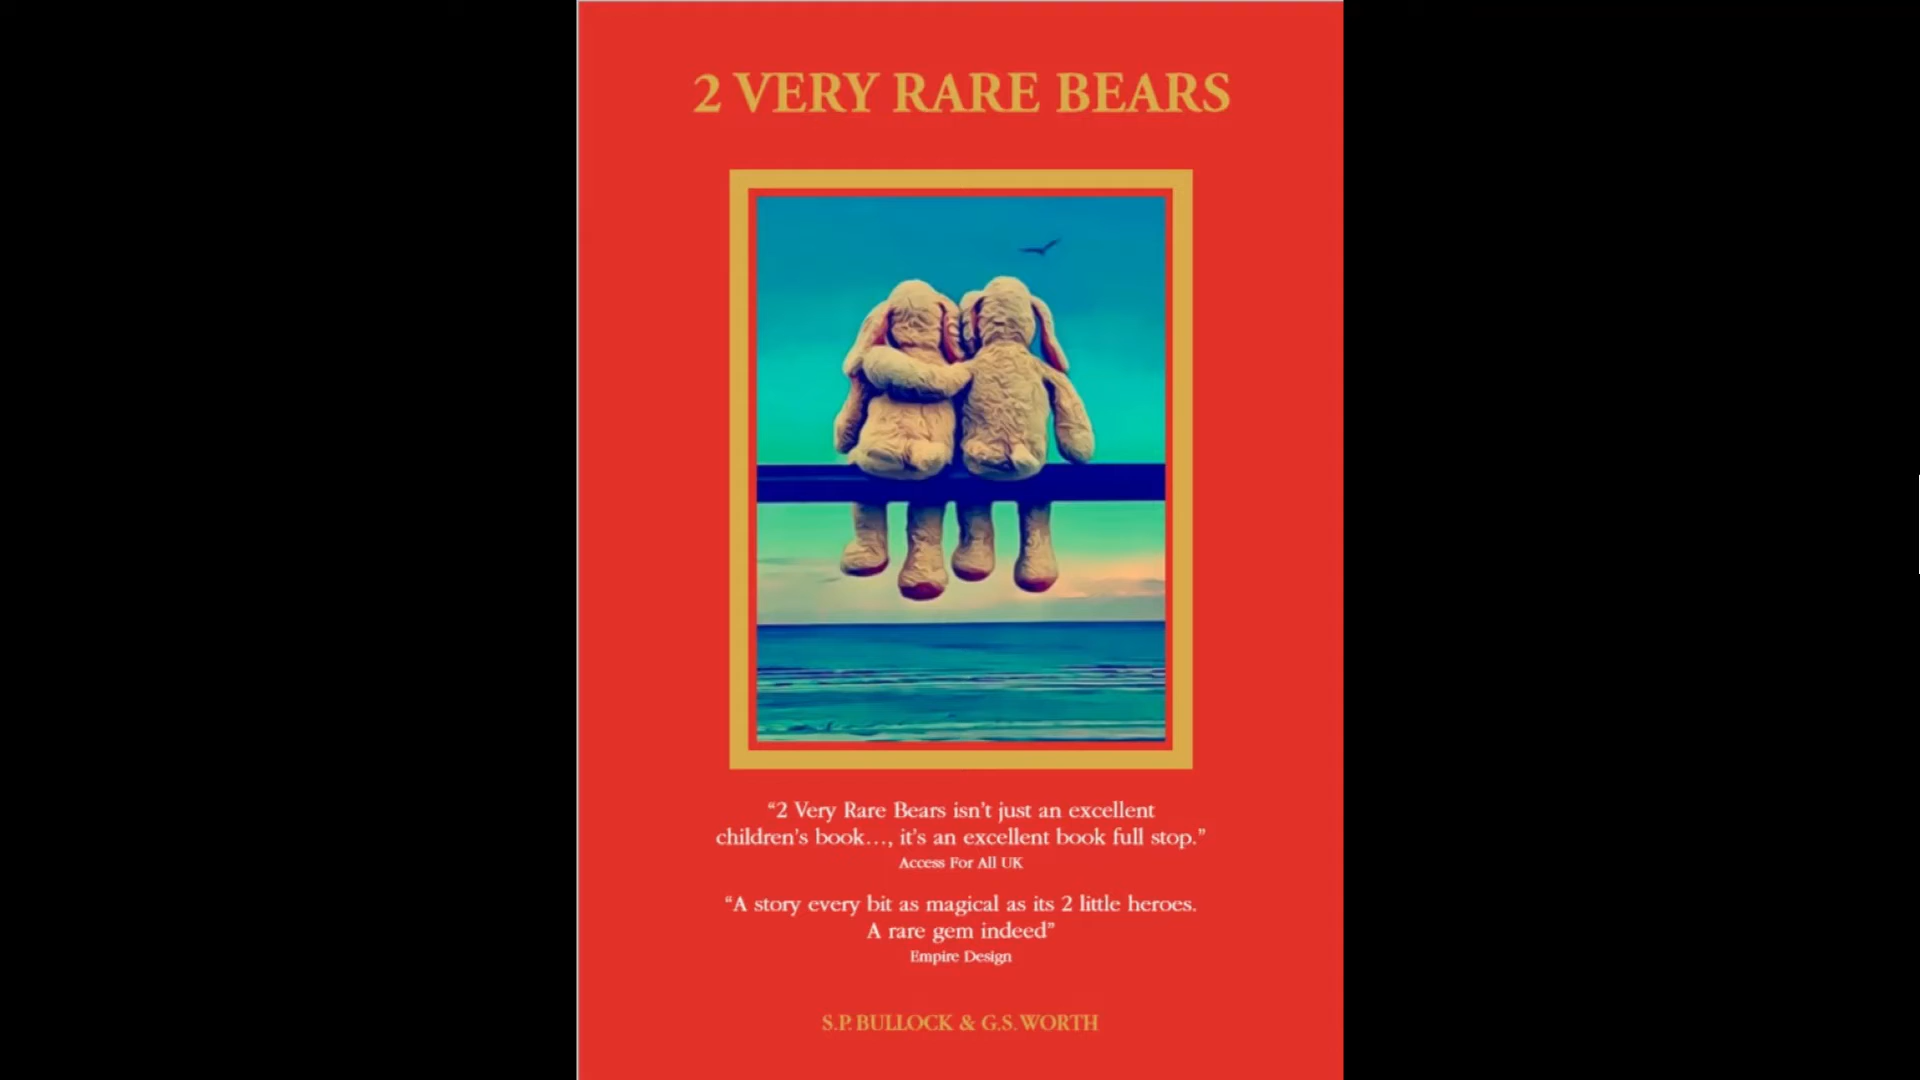 2 VERY RARE BEARS
“2 Very Rare Bears isn’t just an excellent
children's book…, it's an excellent book full stop.”
Access For All UK
“A story every bit as magical as its 2 little heroes.
A rare gem indeed”
Empire Design
S.P. BULLOCK & G.S. WORTH